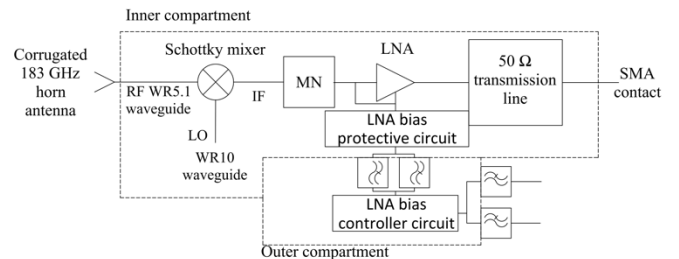 Inner compartment
Corrugated
183 GHz
horn
antenna
Schottky mixer
RF WR5.1
waveguide
LO
WR10
waveguide
IF
MN
LNA
50 Ω
transmission
line
SMA
contact
LNA bias
protective circuit
LNA bias
controller circuit
Outer compartment